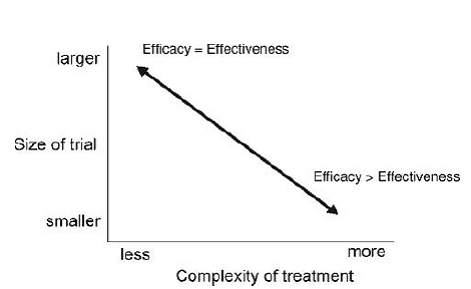 Efficacy = Effectiveness
larger
Size of trial
Efficacy > Effectiveness
smaller
less
more
Complexity of treatment